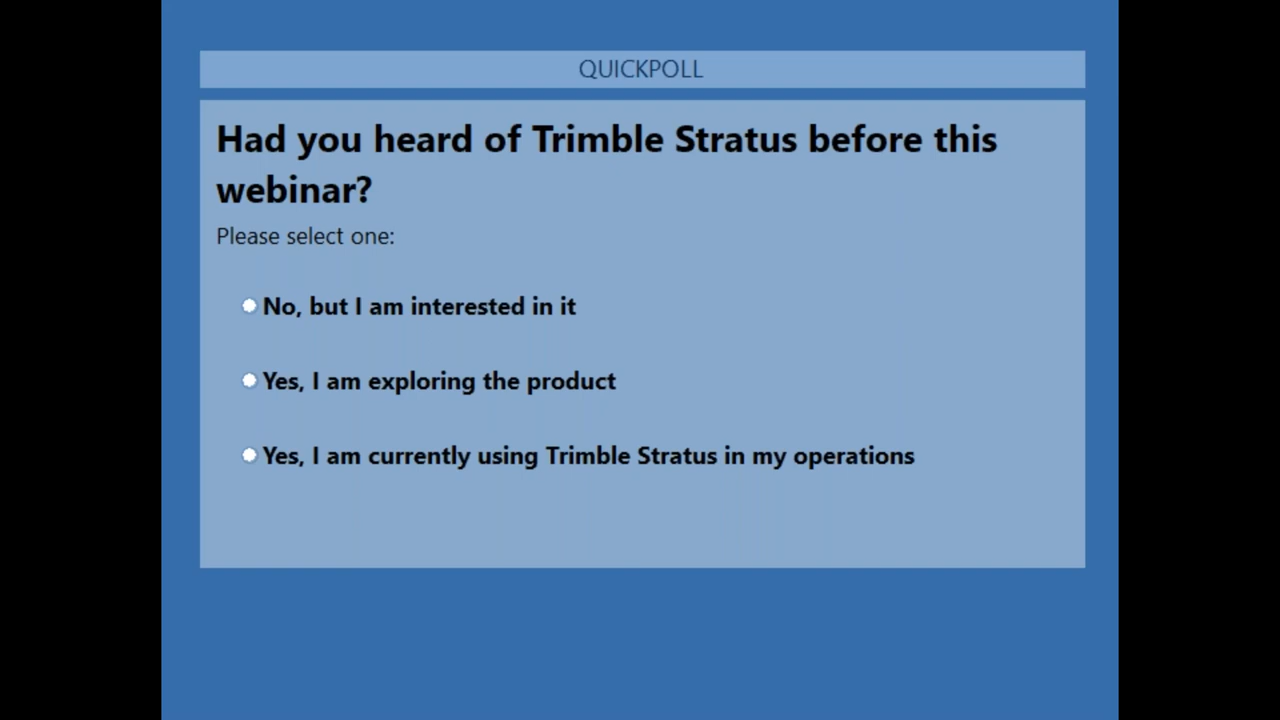 QUICKPOLL
Had you heard of Trimble Stratus before this
webinar?
Please select one:
No, but I am interested in it
Yes, I am exploring the product
Yes, I am currently using Trimble Stratus in my operations